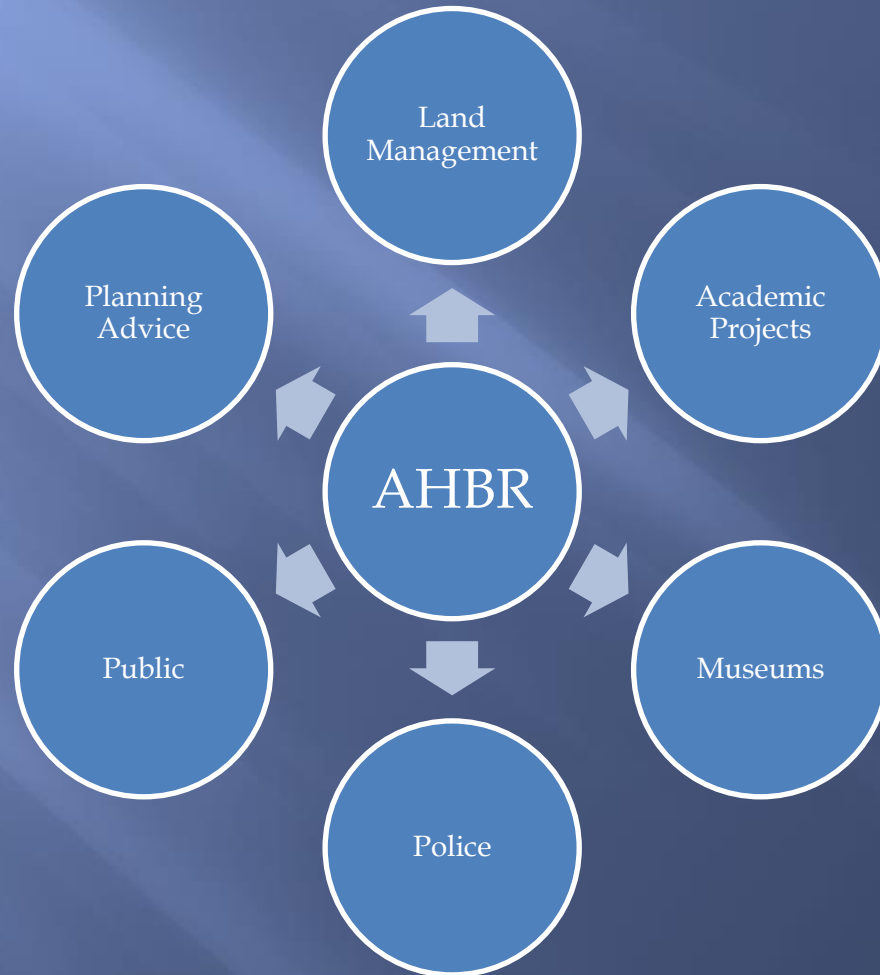 Land
Management
Planning
Advice
Academic
Projects
AHBR
Public
Museums
Police